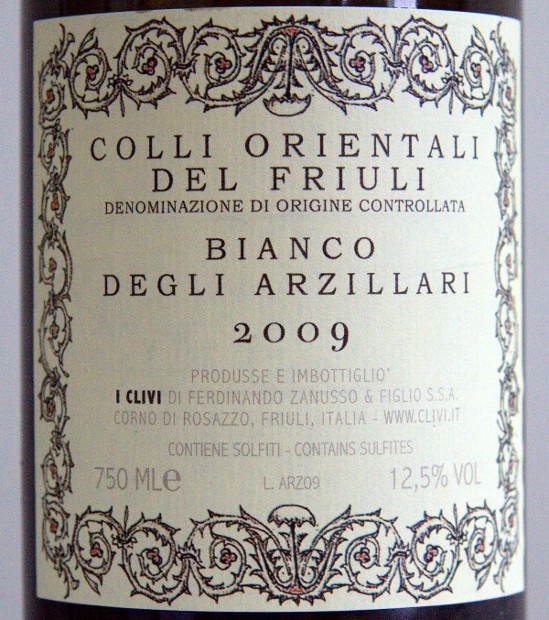 COLLI ORIENTALI
DEL FRIULI
DENOMINAZIONE DI ORIGINE CONTROLLATA
BIANCO
DEGLI ARZILLARI
2009
PRODUSSE E IMBOTTIGLIO'
I CLIVI DI FERDINANDO ZANUSSO & FIGLIO S.S.A.
CORNO DI ROSAZZO, FRIULI, ITALIA - WWW.CLIVI.IT
CONTIENE SOLFITI - CONTAINS SULFITES
750 MLe L. ARZ09 12,5% VOL